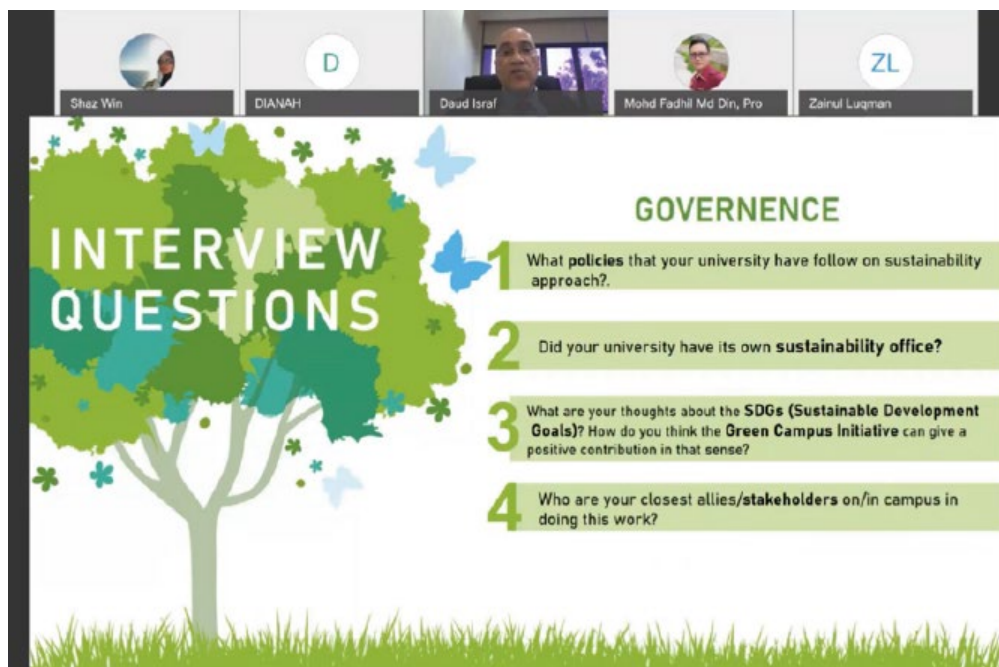 D
ZL
Shaz Win
DIANAH
Daud Israf
Mohd Fadhil Md Din, Pro
Zainul Luqman
INTERVIEW
QUESTIONS
GOVERNENCE
1
What policies that your university have follow on sustainability
approach?.
2
Did your university have its own sustainability office?
3
What are your thoughts about the SDGs (Sustainable Development
Goals)? How do you think the Green Campus Initiative can give a
positive contribution in that sense?
4
Who are your closest allies/stakeholders on/in campus in
doing this work?